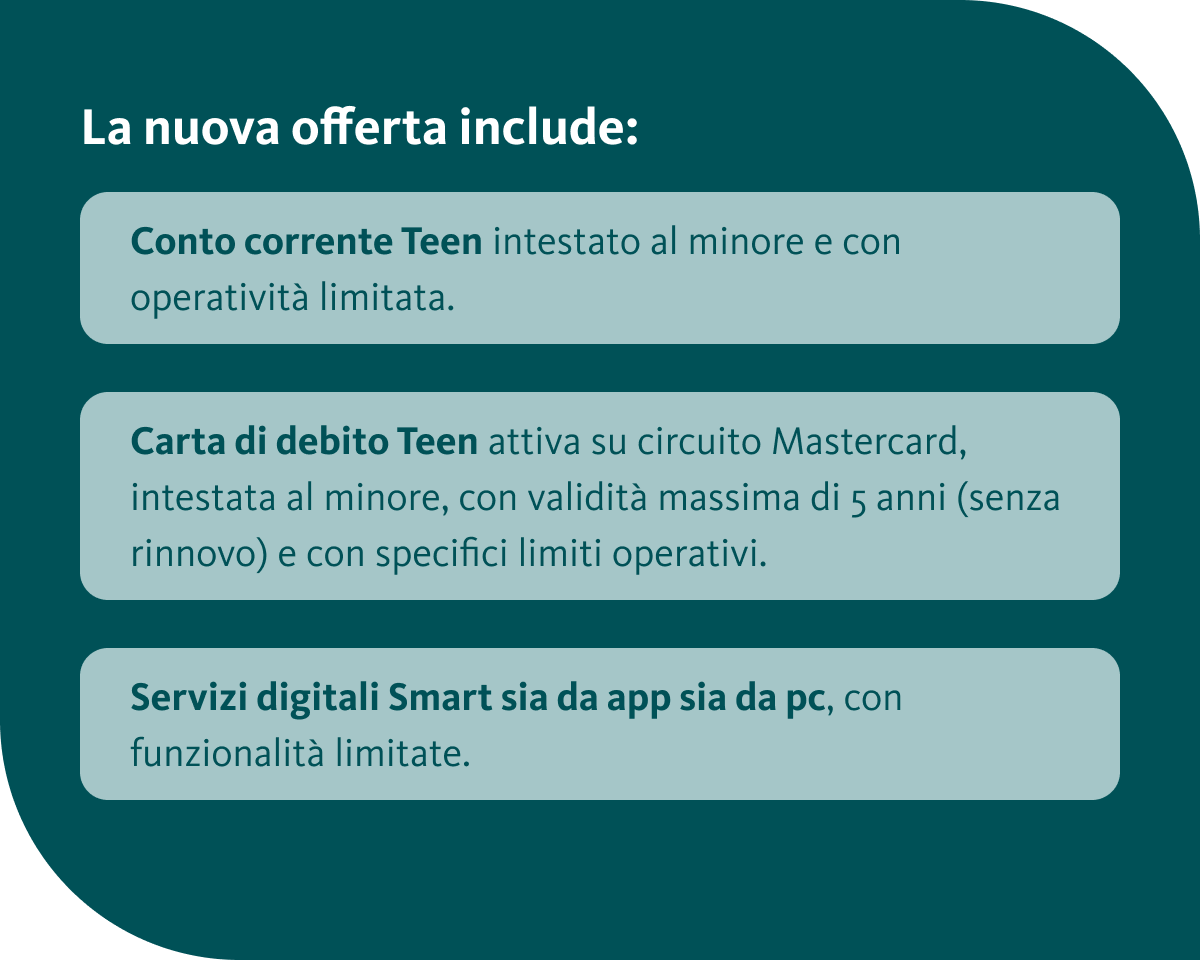 La nuova offerta include:
Conto corrente Teen intestato al minore e con
operatività limitata.
Carta di debito Teen attiva su circuito Mastercard,
intestata al minore, con validità massima di 5 anni (senza
rinnovo) e con specifici limiti operativi.
Servizi digitali Smart sia da app sia da pc, con
funzionalità limitate.